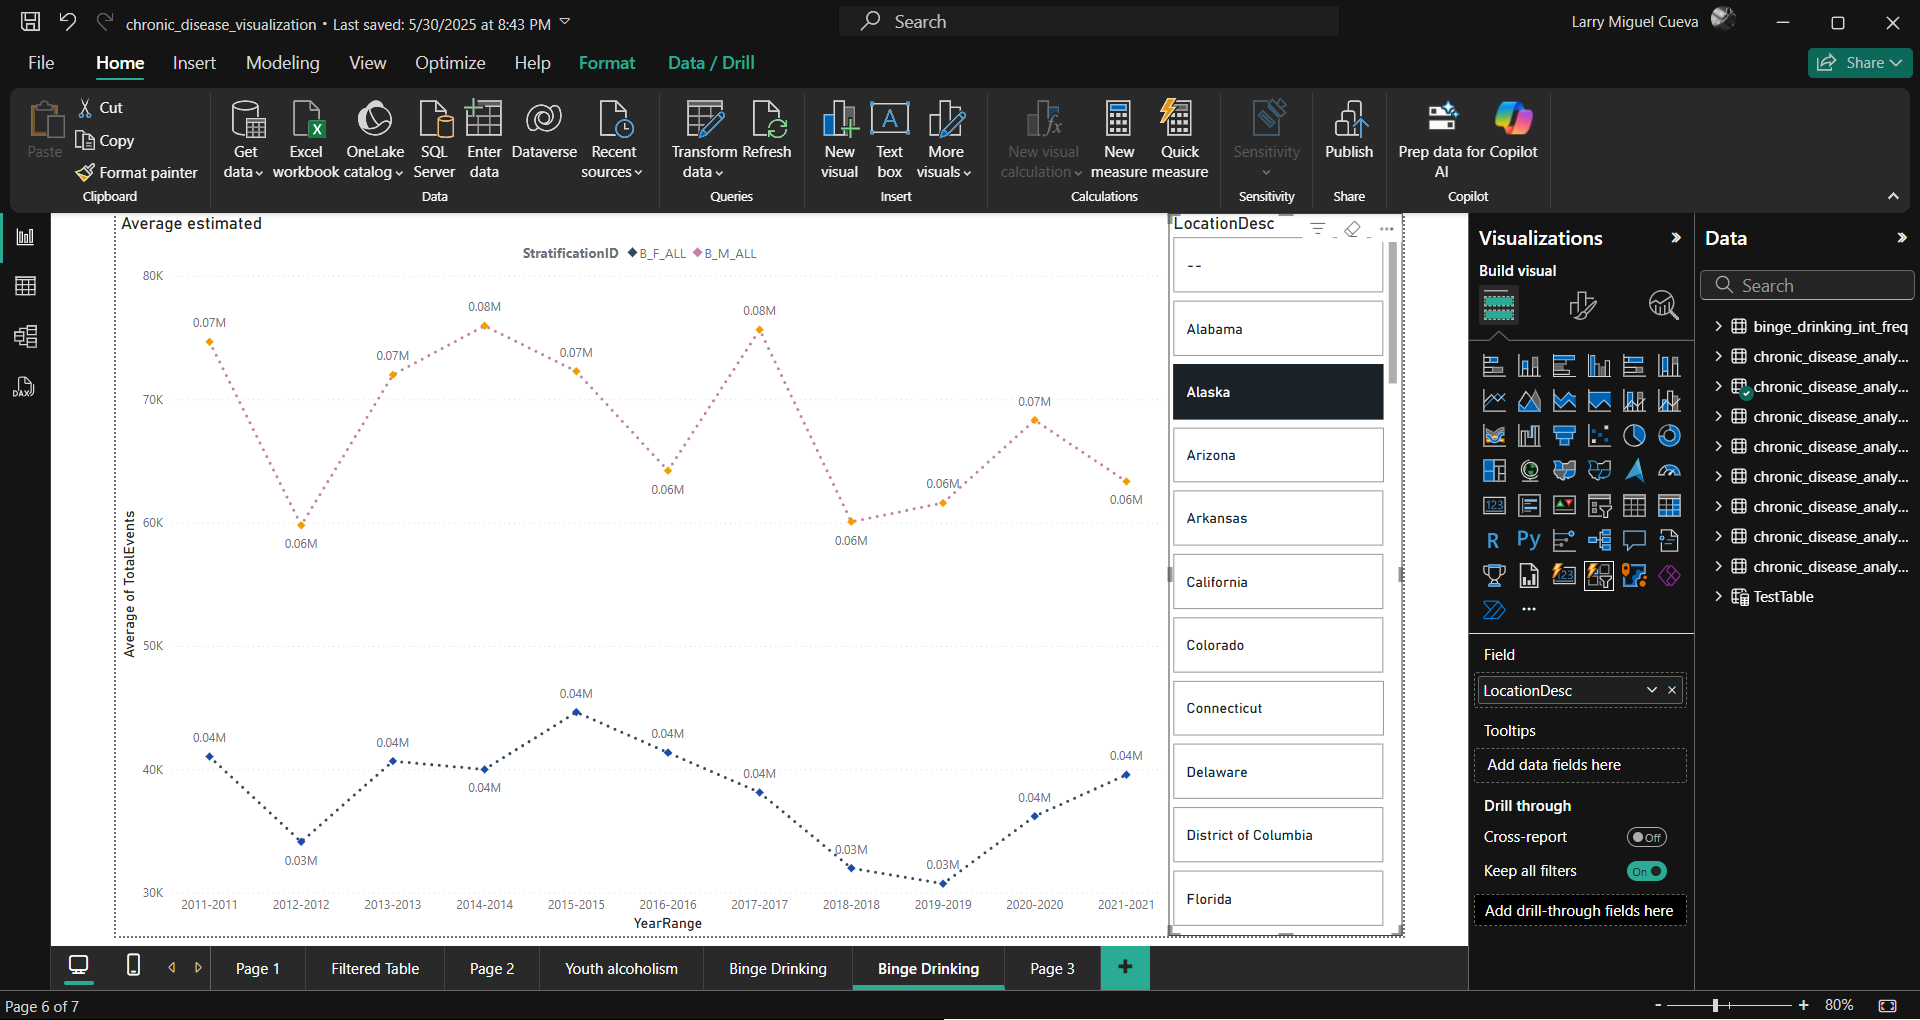 chronic_disease_visualization • Last saved: 5/30/2025 at 8:43 PM
Search
Larry Miguel Cueva
File Home Insert Modeling View Optimize Help Format Data / Drill
Share
Paste
Cut
Copy
Format painter
Clipboard
Get data
Excel workbook
OneLake catalog
SQL Server
Enter data
Dataverse
Recent sources
Data
Transform data
Refresh
Queries
New visual
Text box
More visuals
Insert
New visual calculation
New measure
Quick measure
Calculations
Sensitivity
Sensitivity
Publish
Share
Prep data for AI
Copilot
Copilot
Average estimated
StratificationID B_F_ALL B_M_ALL
80K
70K
60K
50K
40K
30K
Average of TotalEvents
0.07M
0.06M
0.07M
0.08M
0.07M
0.06M
0.08M
0.06M
0.06M
0.07M
0.06M
0.04M
0.03M
0.04M
0.04M
0.04M
0.04M
0.04M
0.03M
0.03M
0.04M
0.04M
2011-2011 2012-2012 2013-2013 2014-2014 2015-2015 2016-2016 2017-2017 2018-2018 2019-2019 2020-2020 2021-2021
YearRange
LocationDesc
--
Alabama
Alaska
Arizona
Arkansas
California
Colorado
Connecticut
Delaware
District of Columbia
Florida
Visualizations
Build visual
123
R
Py
123
Field
LocationDesc
Tooltips
Add data fields here
Drill through
Cross-report
Off
Keep all filters
On
Add drill-through fields here
Data
Search
binge_drinking_int_freq
chronic_disease_analy...
chronic_disease_analy...
chronic_disease_analy...
chronic_disease_analy...
chronic_disease_analy...
chronic_disease_analy...
chronic_disease_analy...
chronic_disease_analy...
TestTable
DAX
Page 1 Filtered Table Page 2 Youth alcoholism Binge Drinking Binge Drinking Page 3 +
Page 6 of 7
- + 80%